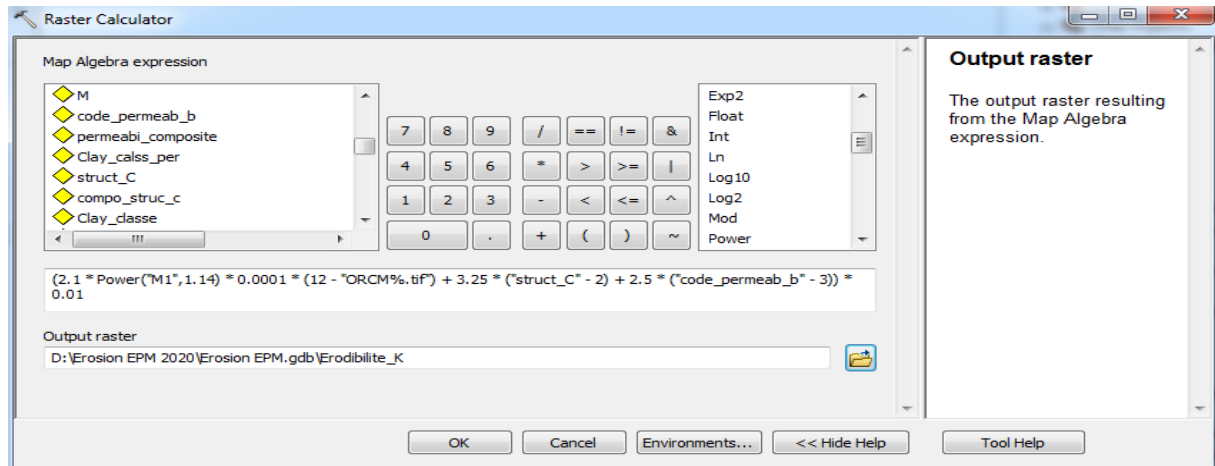 Raster Calculator
Map Algebra expression
M
code_permeab_b
permeabi_composite
Clay_calss_per
struct_C
compo_struc_c
Clay_classe
7 8 9 / == != &
4 5 6 * > >= |
1 2 3 - < <= ^
0 . + ( ) ~
Exp2
Float
Int
Ln
Log10
Log2
Mod
Power
(2.1 * Power("M1",1.14) * 0.0001 * (12 - "ORCM%.tif") + 3.25 * ("struct_C" - 2) + 2.5 * ("code_permeab_b" - 3)) *
0.01
Output raster
D:\Erosion EPM 2020\Erosion EPM.gdb\Erodibilite_K
OK Cancel Environments... << Hide Help Tool Help
Output raster
The output raster resulting
from the Map Algebra
expression.